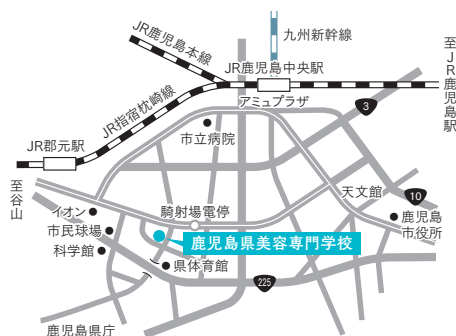 JR鹿児島本線
九州新幹線
JR鹿児島中央駅
至JR鹿児島駅
アミュプラザ
3
JR指宿枕崎線
市立病院
JR郡元駅
至谷山
10
天文館
イオン
騎射場電停
鹿児島
市役所
市民球場
鹿児島県美容専門学校
科学館
県体育館
225
鹿児島県庁